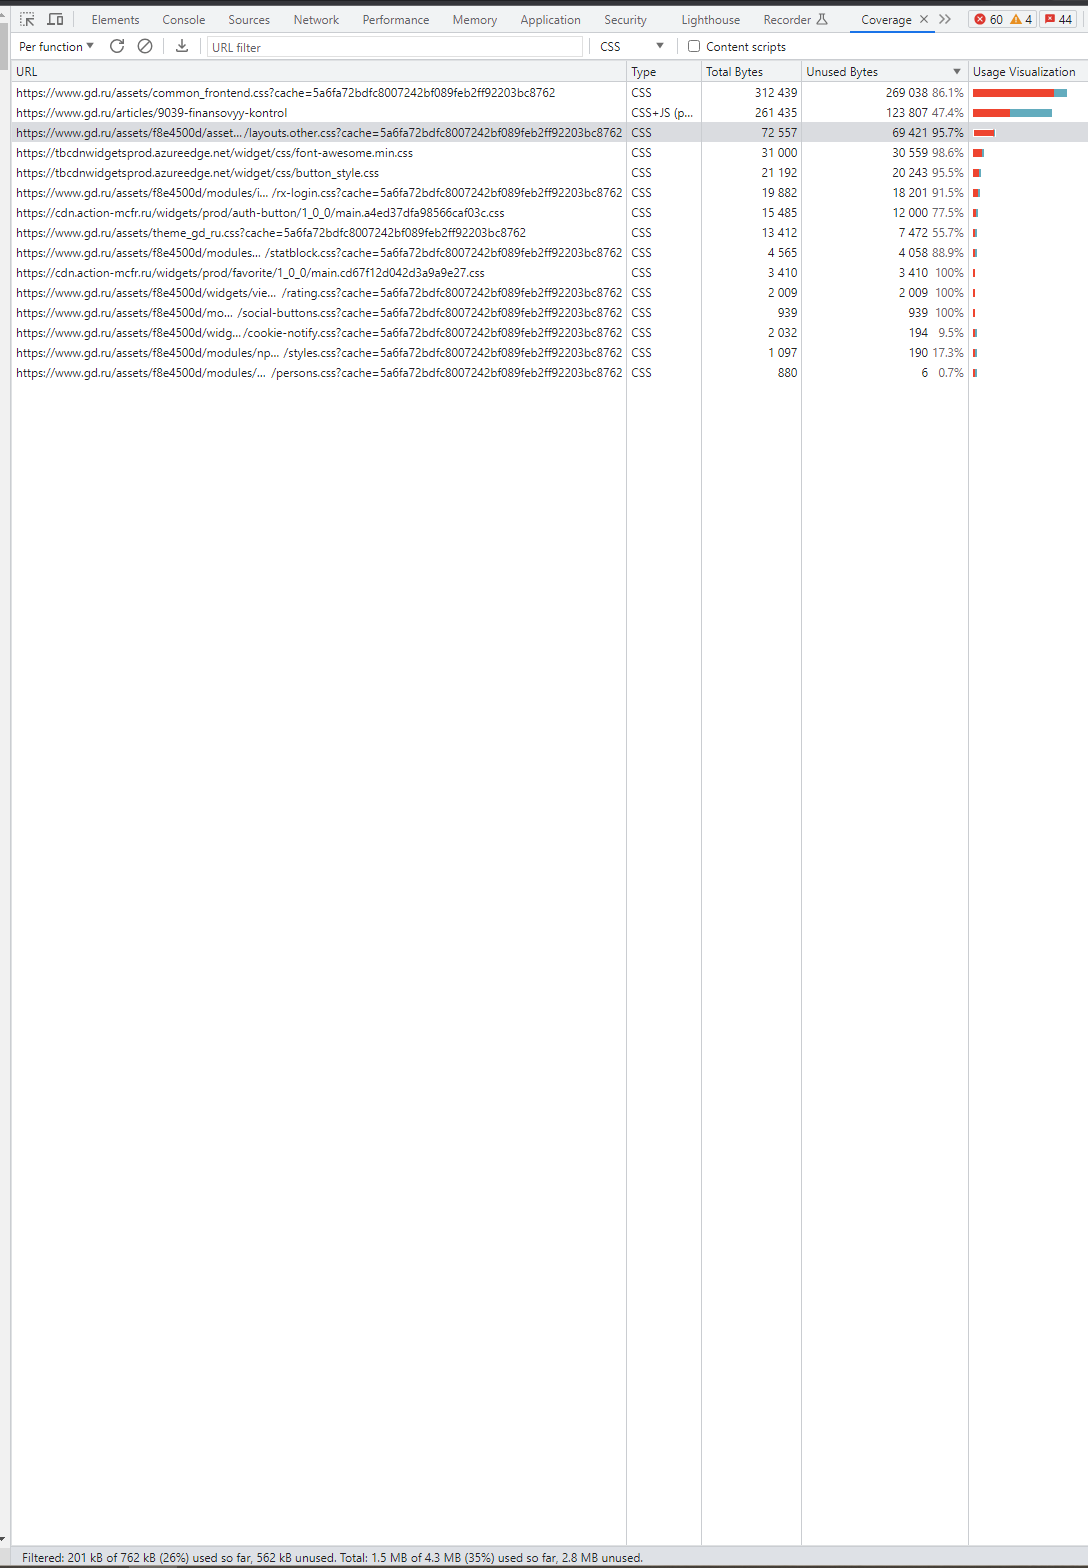 Elements Console Sources Network Performance Memory Application Security Lighthouse Recorder Coverage 60 4 44
Per function URL filter CSS Content scripts
URL Type Total Bytes Unused Bytes Usage Visualization
https://www.gd.ru/assets/common_frontend.css?cache=5a6fa72bdfc8007242bf089feb2ff92203bc8762 CSS 312 439 269 038 86.1%
https://www.gd.ru/articles/9039-finansovyy-kontrol CSS+JS (p... 261 435 123 807 47.4%
https://www.gd.ru/assets/f8e4500d/asset... /layouts.other.css?cache=5a6fa72bdfc8007242bf089feb2ff92203bc8762 CSS 72 557 69 421 95.7%
https://tbcdnwidgetsprod.azureedge.net/widget/css/font-awesome.min.css CSS 31 000 30 559 98.6%
https://tbcdnwidgetsprod.azureedge.net/widget/css/button_style.css CSS 21 192 20 243 95.5%
https://www.gd.ru/assets/f8e4500d/modules/i... /rx-login.css?cache=5a6fa72bdfc8007242bf089feb2ff92203bc8762 CSS 19 882 18 201 91.5%
https://cdn.action-mcfr.ru/widgets/prod/auth-button/1_0_0/main.a4ed37dfa98566caf03c.css CSS 15 485 12 000 77.5%
https://www.gd.ru/assets/theme_gd_ru.css?cache=5a6fa72bdfc8007242bf089feb2ff92203bc8762 CSS 13 412 7 472 55.7%
https://www.gd.ru/assets/f8e4500d/modules... /statblock.css?cache=5a6fa72bdfc8007242bf089feb2ff92203bc8762 CSS 4 565 4 058 88.9%
https://cdn.action-mcfr.ru/widgets/prod/favorite/1_0_0/main.cd67f12d042d3a9a9e27.css CSS 3 410 3 410 100%
https://www.gd.ru/assets/f8e4500d/widgets/vie... /rating.css?cache=5a6fa72bdfc8007242bf089feb2ff92203bc8762 CSS 2 009 2 009 100%
https://www.gd.ru/assets/f8e4500d/mo... /social-buttons.css?cache=5a6fa72bdfc8007242bf089feb2ff92203bc8762 CSS 939 939 100%
https://www.gd.ru/assets/f8e4500d/widg... /cookie-notify.css?cache=5a6fa72bdfc8007242bf089feb2ff92203bc8762 CSS 2 032 194 9.5%
https://www.gd.ru/assets/f8e4500d/modules/np... /styles.css?cache=5a6fa72bdfc8007242bf089feb2ff92203bc8762 CSS 1 097 190 17.3%
https://www.gd.ru/assets/f8e4500d/modules/... /persons.css?cache=5a6fa72bdfc8007242bf089feb2ff92203bc8762 CSS 880 6 0.7%
Filtered: 201 kB of 762 kB (26%) used so far, 562 kB unused. Total: 1.5 MB of 4.3 MB (35%) used so far, 2.8 MB unused.